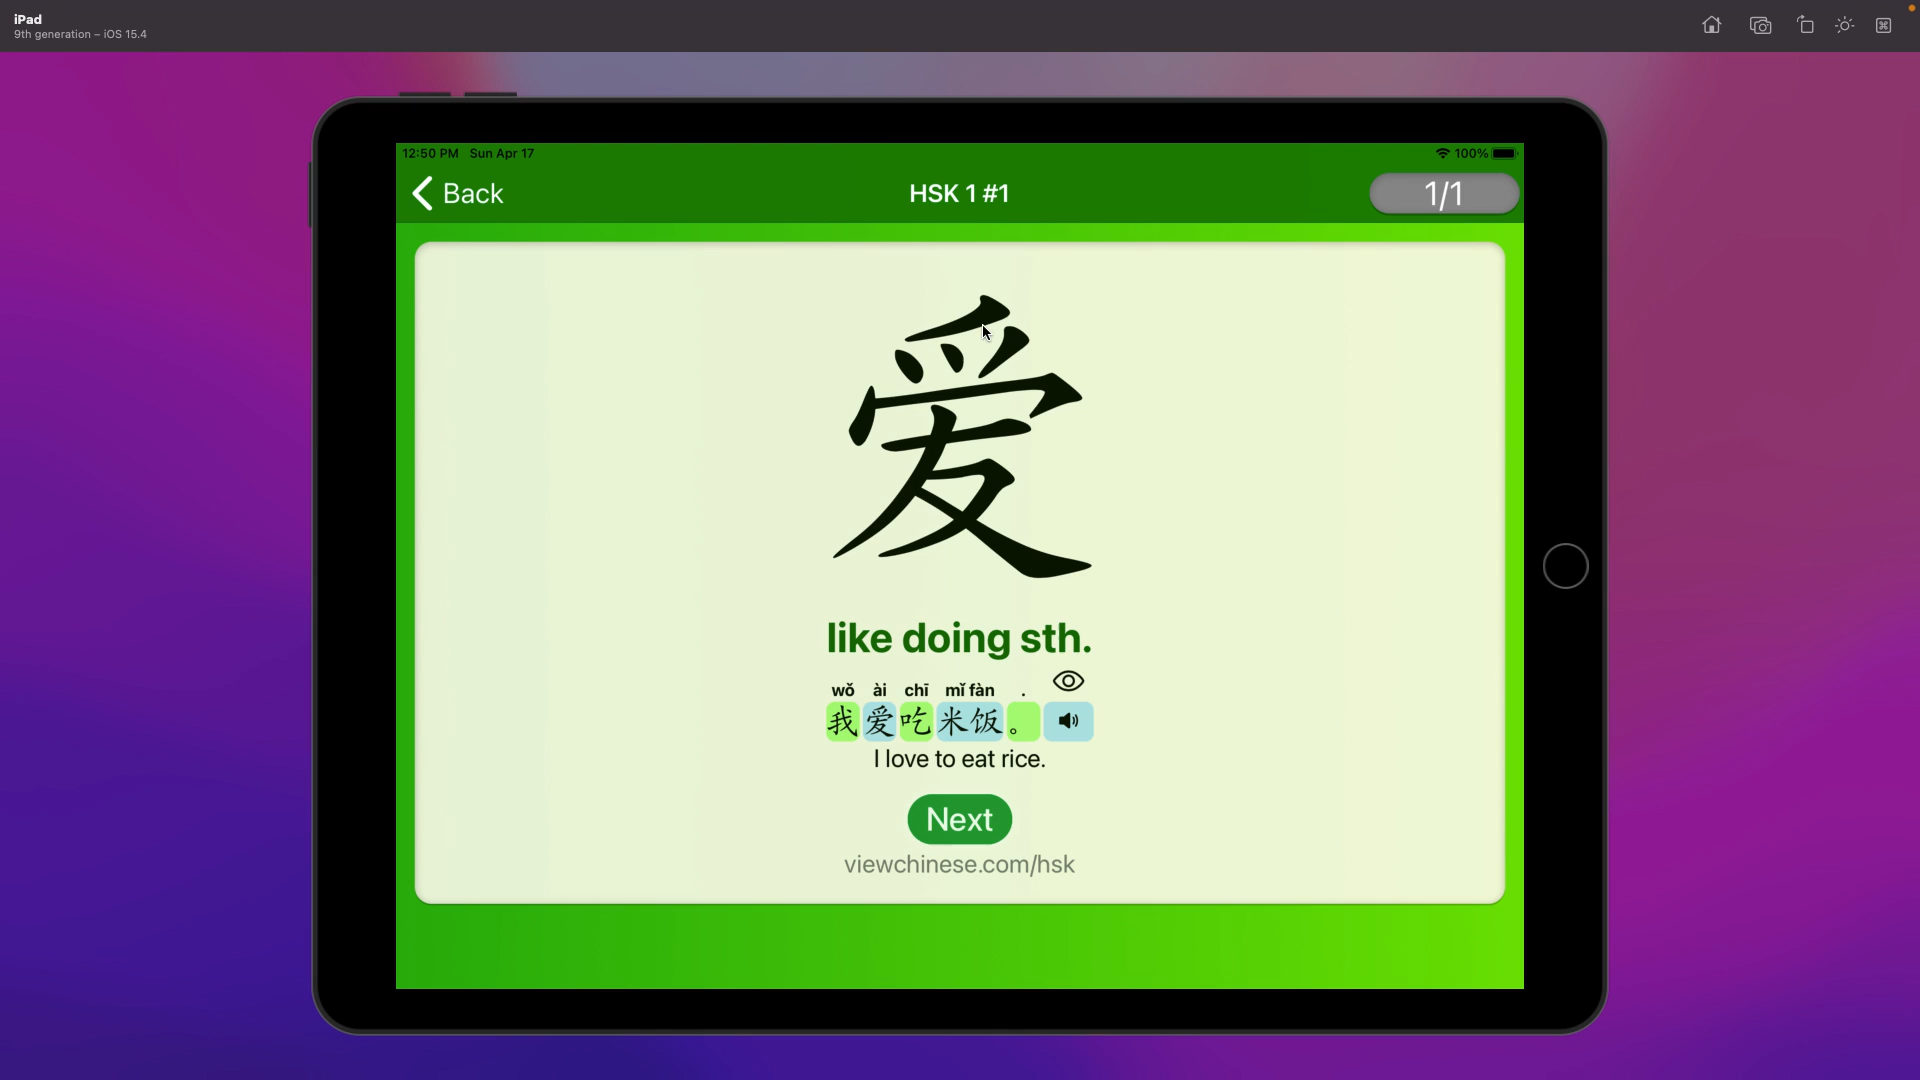 iPad
9th generation – iOS 15.4
12:50 PM Sun Apr 17 100%
Back HSK 1 #1 1/1
爱
like doing sth.
wǒ ài chī mǐ fàn .
我爱吃米饭。
I love to eat rice.
Next
viewchinese.com/hsk